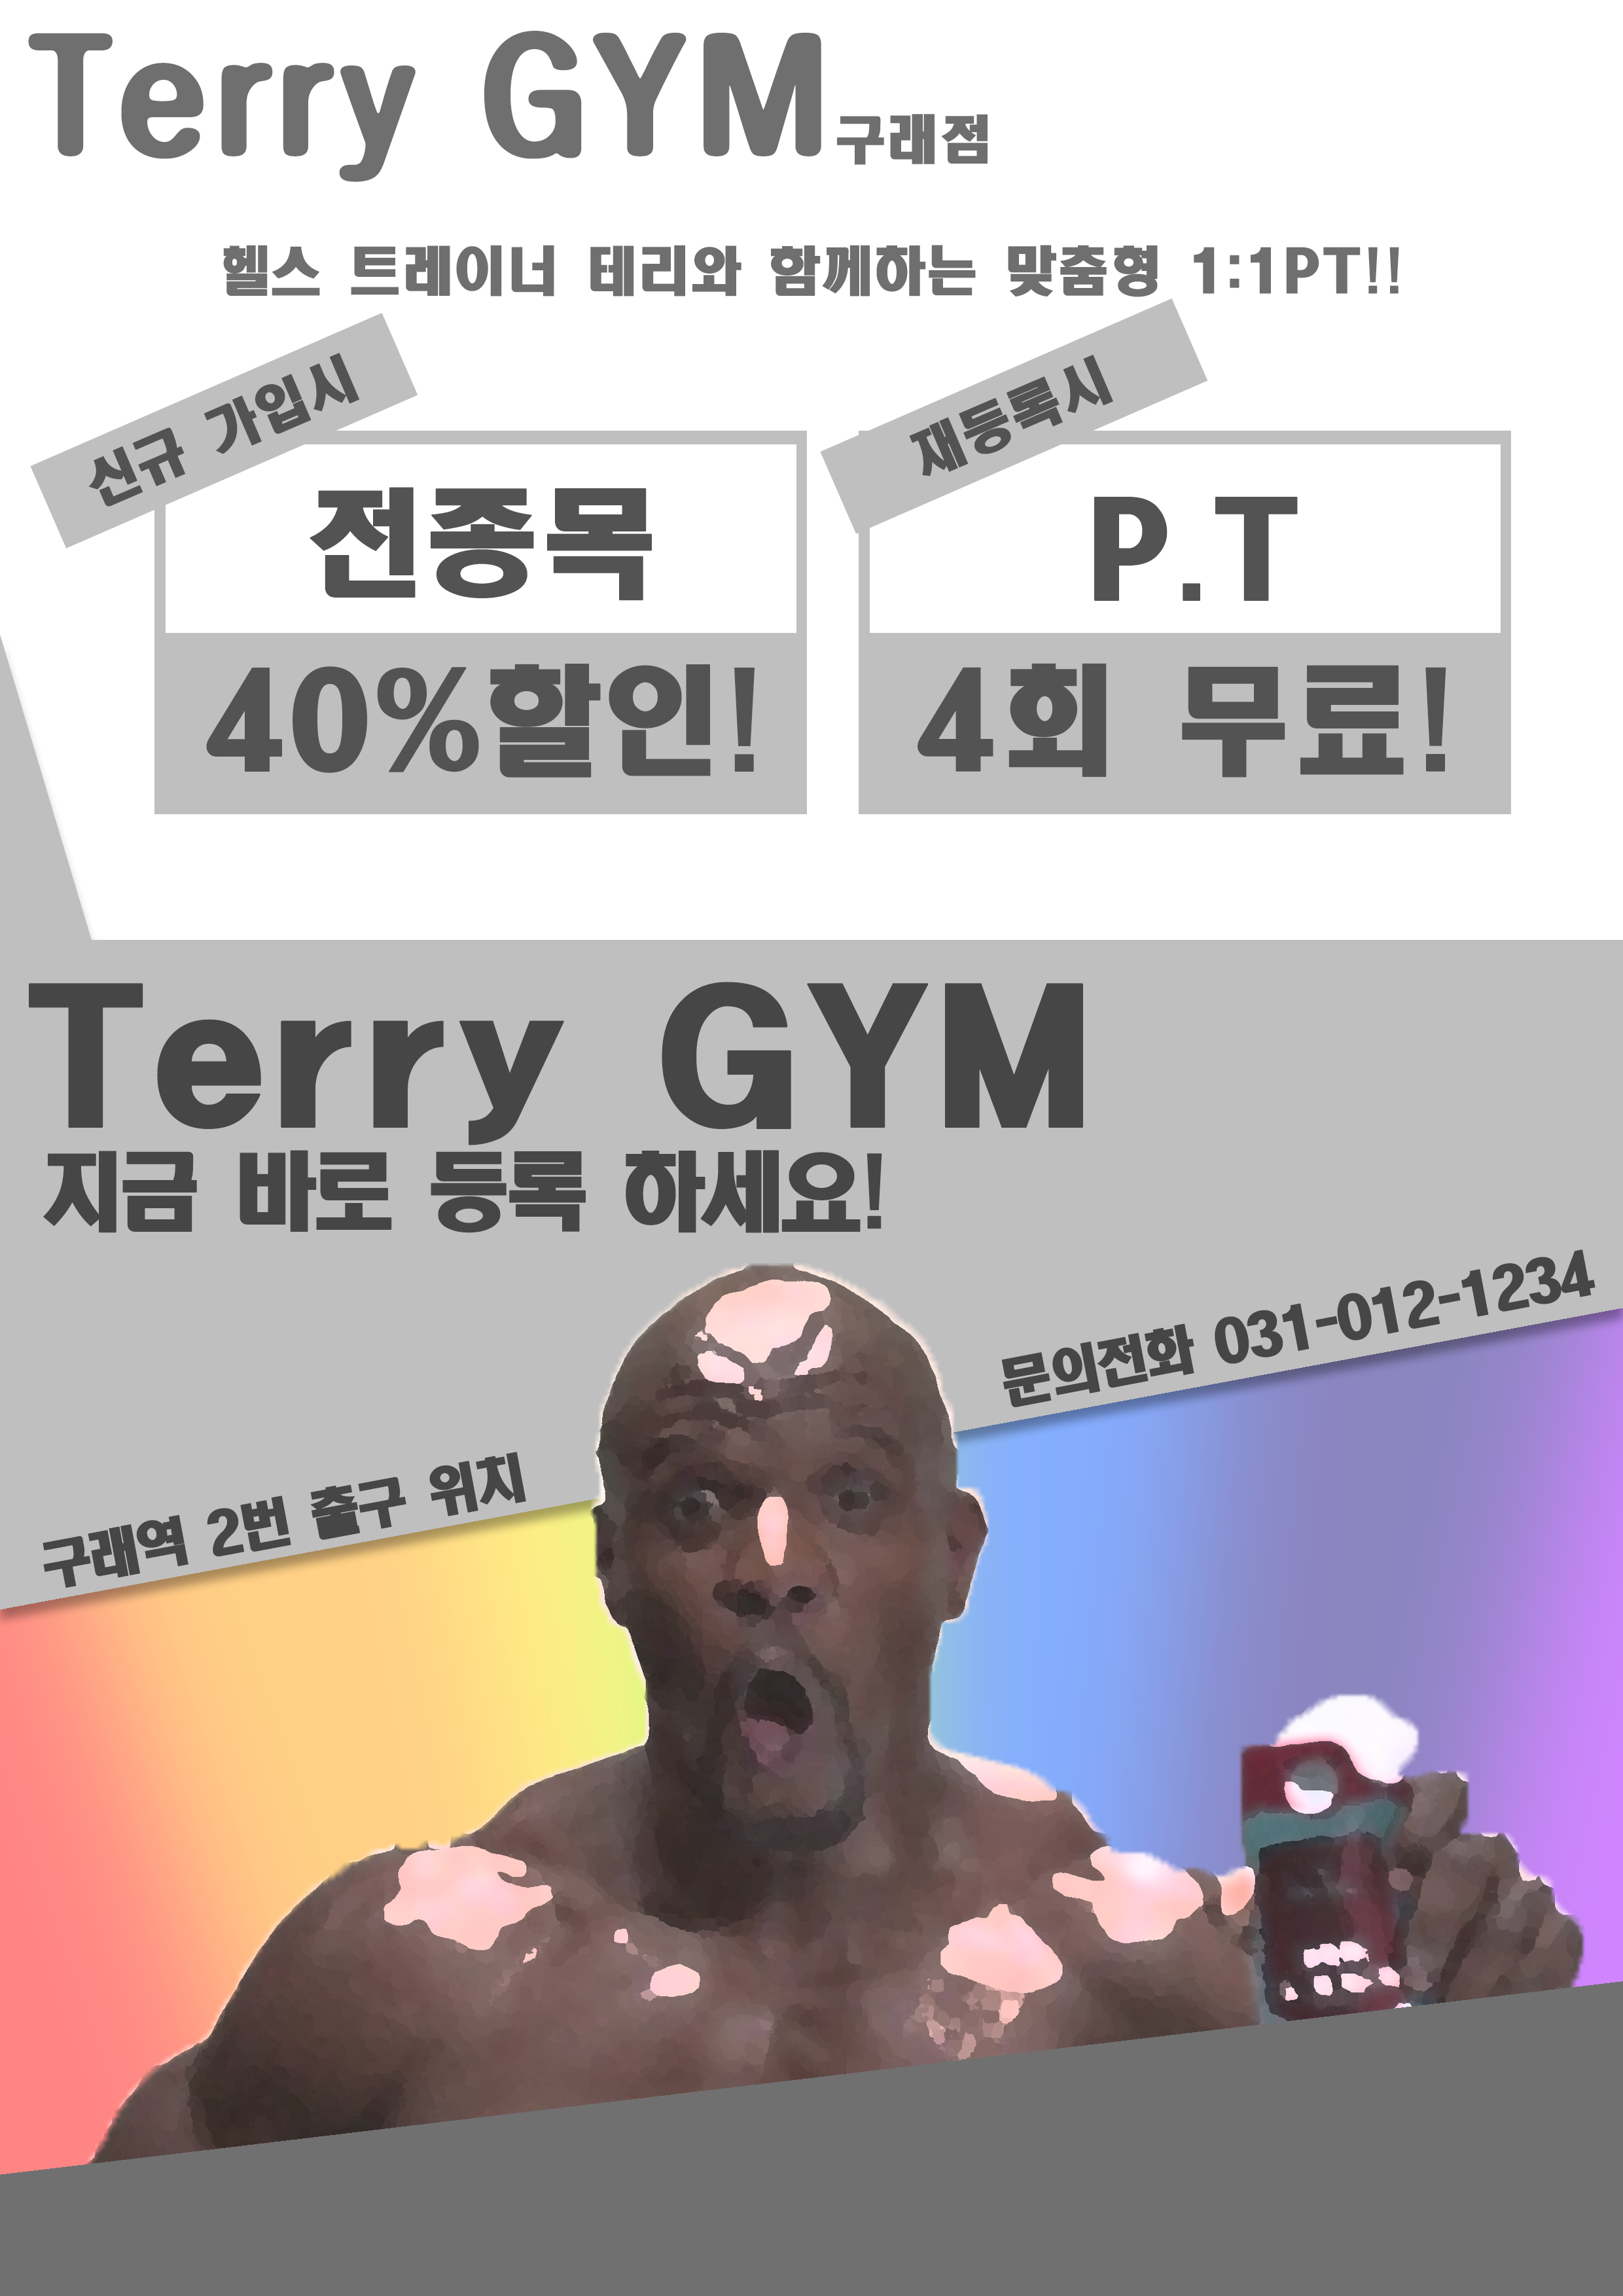 Terry GYM 구래점
헬스 트레이너 테리와 함께하는 맞춤형 1:1PT!!
신규 가입시
전종목
40%할인!
재등록시
P.T
4회 무료!
Terry GYM
지금 바로 등록 하세요!
문의전화 031-012-1234
구래역 2번 출구 위치